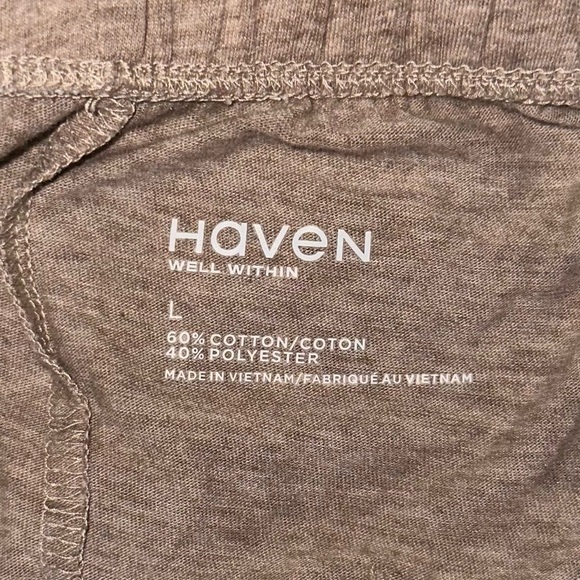 HaveN
WELL WITHIN
L
60% COTTON/COTON
40% POLYESTER
MADE IN VIETNAM/FABRIQUÉ AU VIETNAM